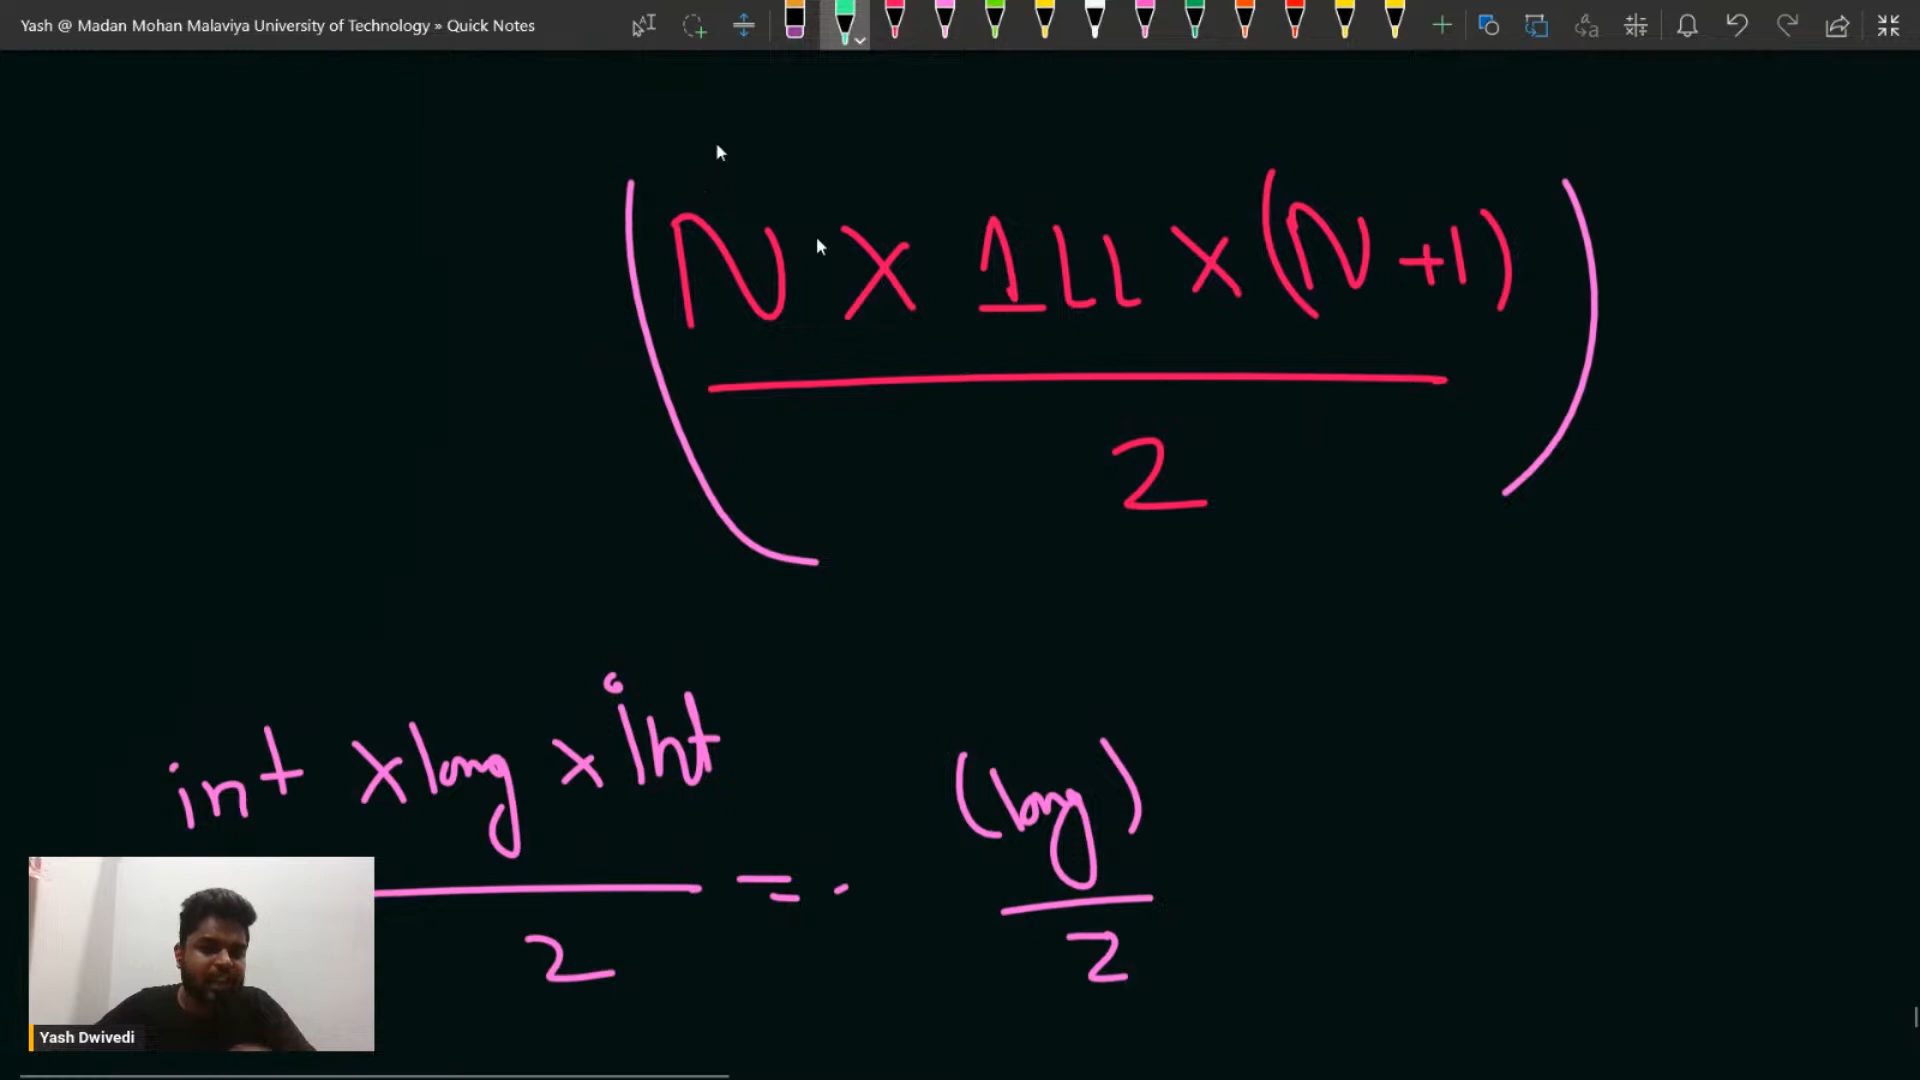 Yash @ Madan Mohan Malaviya University of Technology » Quick Notes
N × 1LL × (N+1)
2
int × long × int = . (long)
2 2
Yash Dwivedi